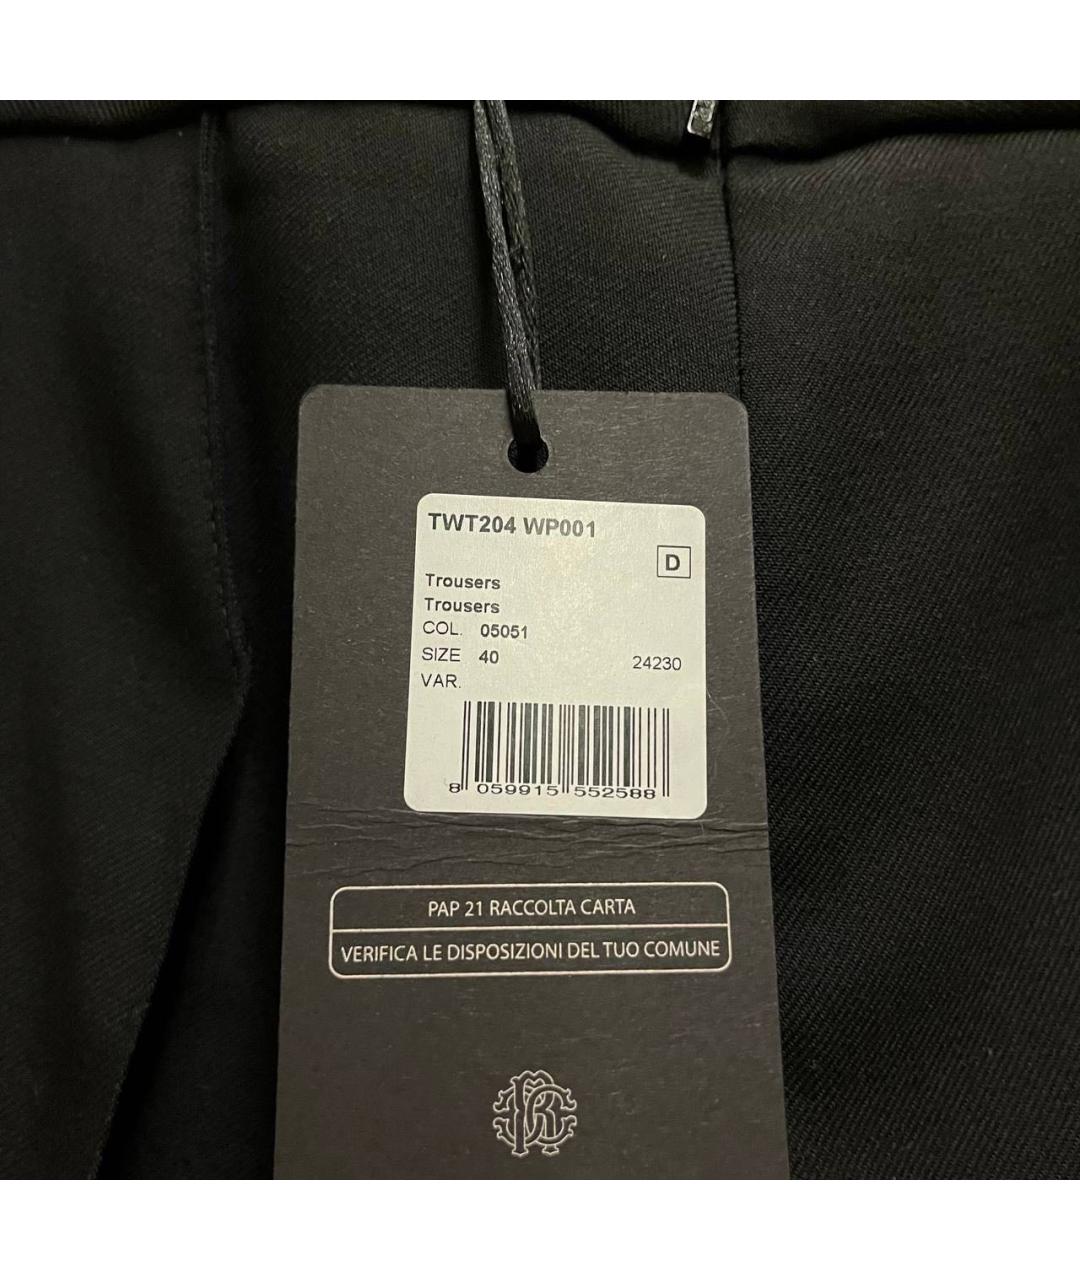 TWT204 WP001
D
Trousers
Trousers
COL. 05051
SIZE 40 24230
VAR.
8 059915 552588
PAP 21 RACCOLTA CARTA
VERIFICA LE DISPOSIZIONI DEL TUO COMUNE